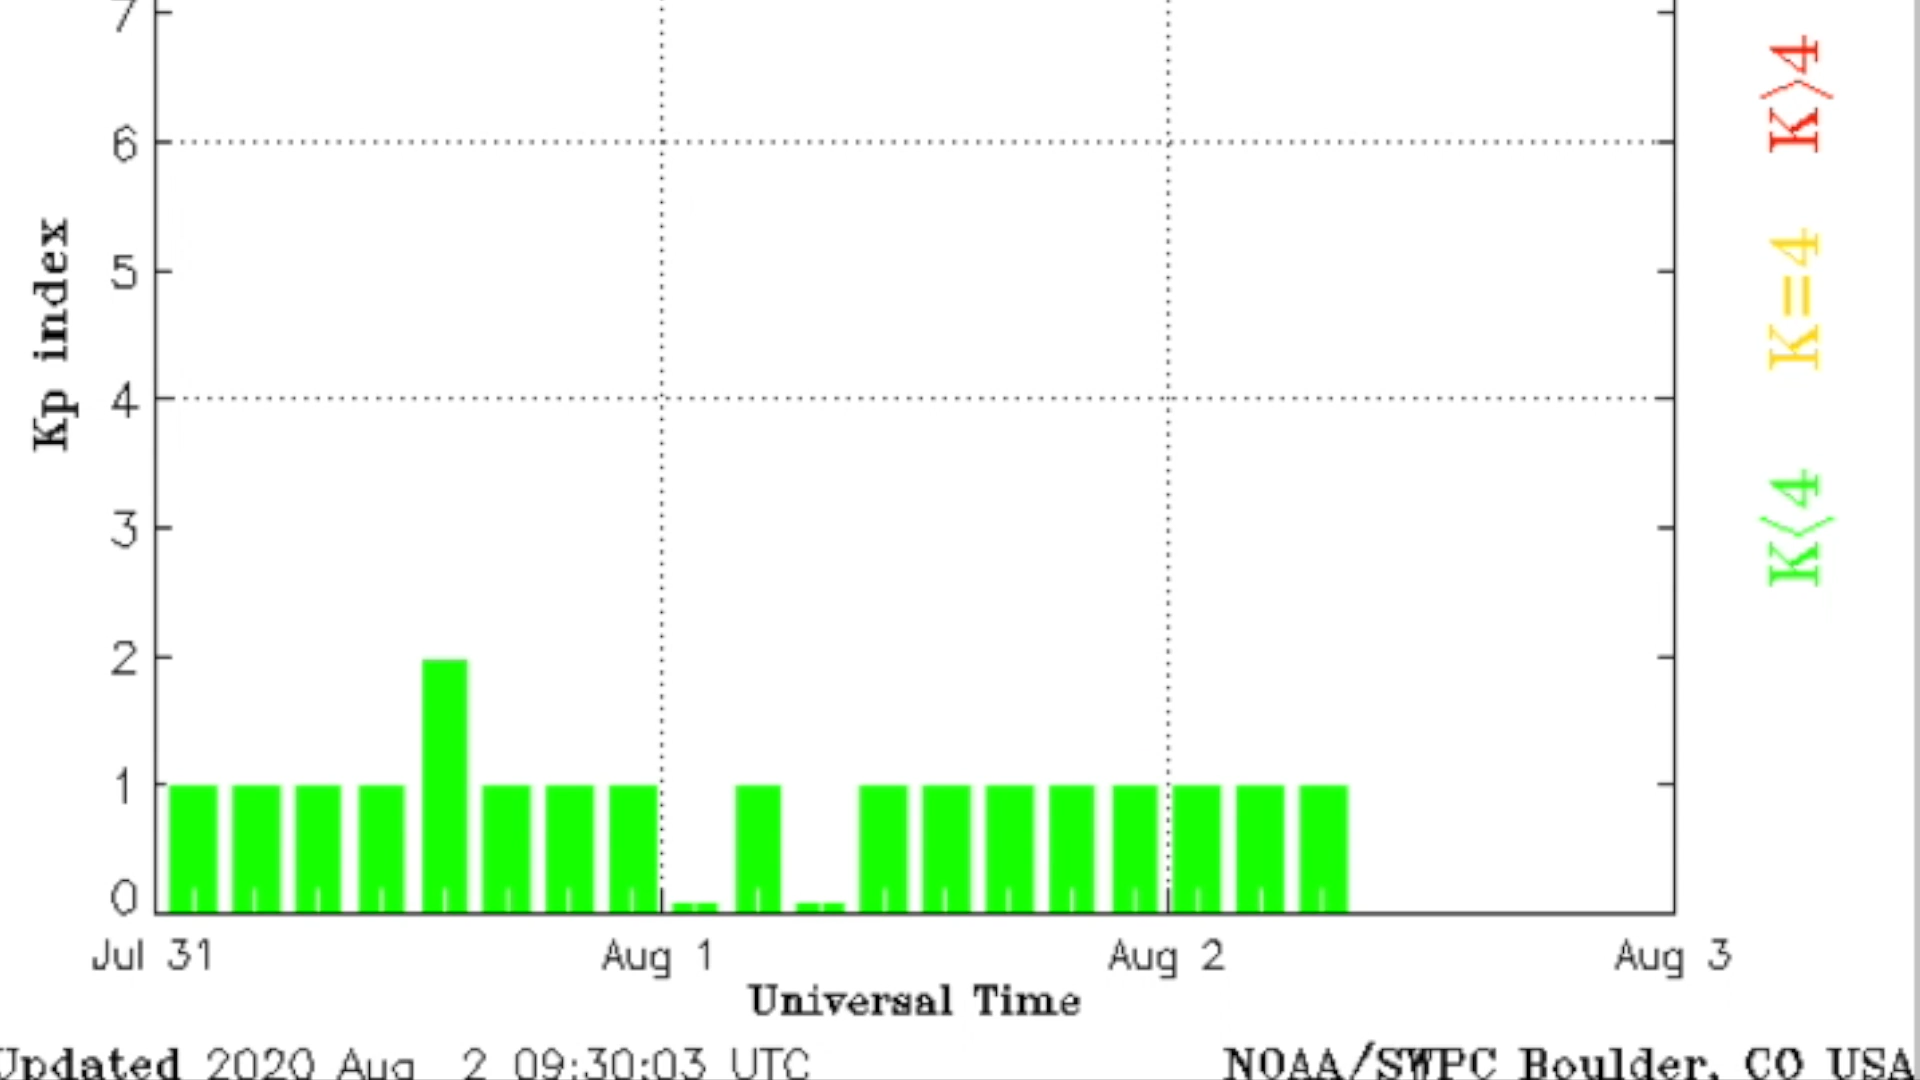 7
6
5
4
3
2
1
0
Kp index
K>4
K=4
K<4
Jul 31 Aug 1 Aug 2 Aug 3
Universal Time
Updated 2020 Aug 2 09:30:03 UTC NOAA/SWPC Boulder, CO USA